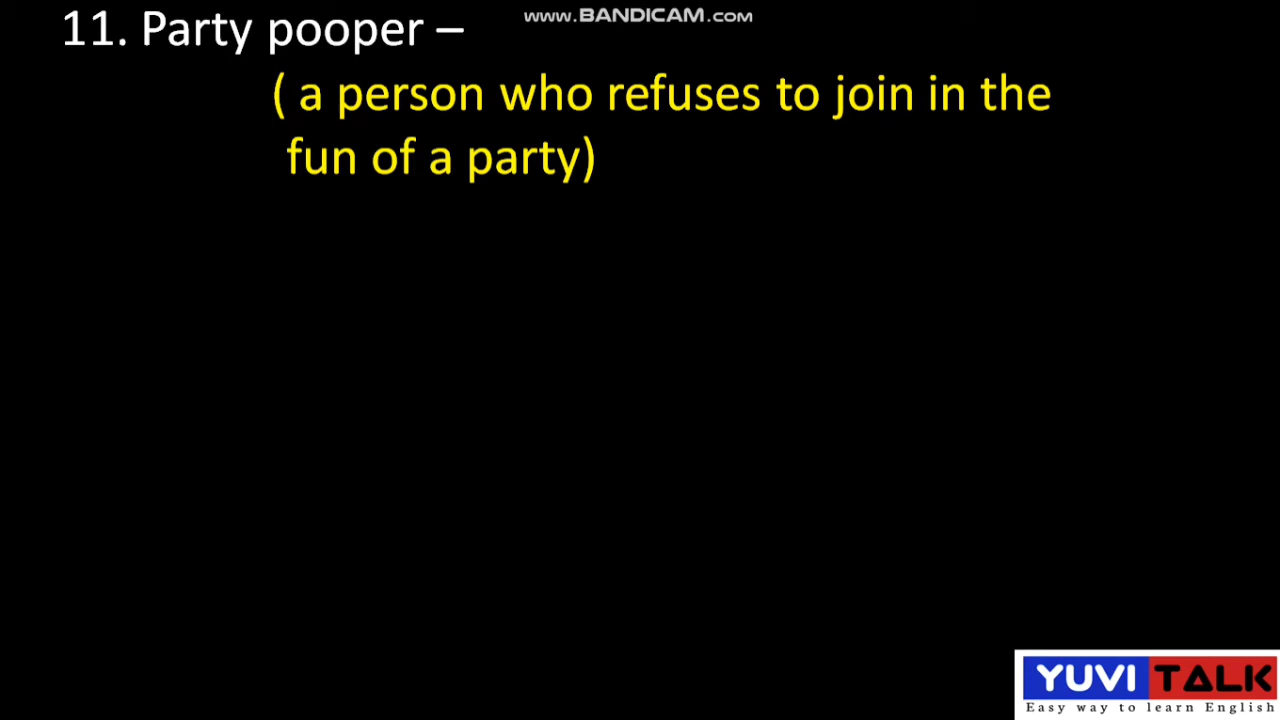 www.BANDICAM.com
11. Party pooper –
( a person who refuses to join in the
fun of a party)
YUVI TALK
Easy way to learn English